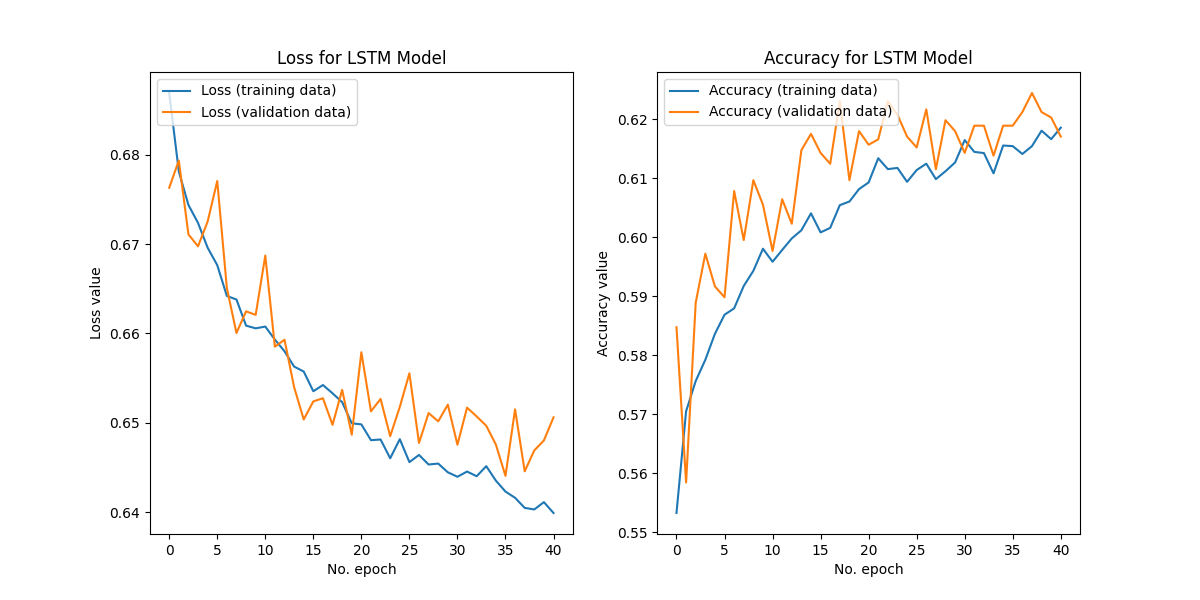 Loss for LSTM Model
Loss (training data)
Loss (validation data)
0.68
0.67
0.66
0.65
0.64
Loss value
0 5 10 15 20 25 30 35 40
No. epoch
Accuracy for LSTM Model
Accuracy (training data)
Accuracy (validation data)
0.62
0.61
0.60
0.59
0.58
0.57
0.56
0.55
Accuracy value
0 5 10 15 20 25 30 35 40
No. epoch